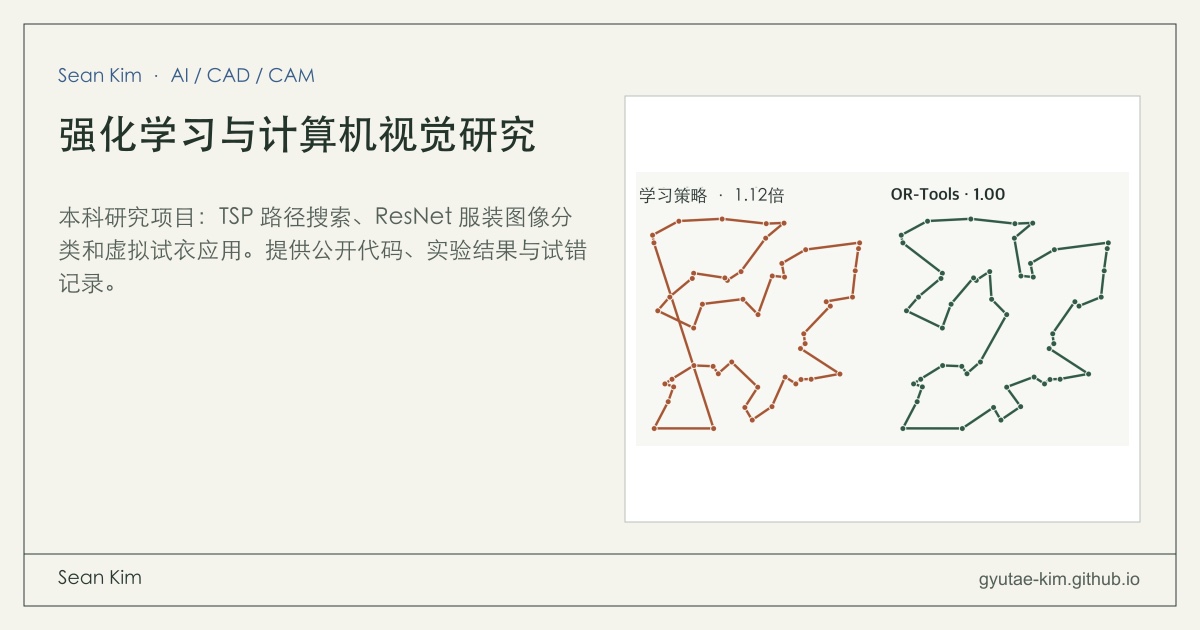 Sean Kim · AI / CAD / CAM
强化学习与计算机视觉研究
本科研究项目：TSP 路径搜索、ResNet 服装图像分
类和虚拟试衣应用。提供公开代码、实验结果与试错
记录。
学习策略 · 1.12倍
OR-Tools · 1.00
Sean Kim
gyutae-kim.github.io